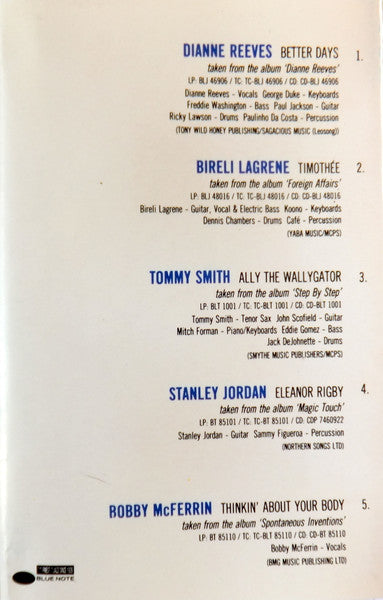 DIANNE REEVES BETTER DAYS 1.
taken from the album 'Dianne Reeves'
LP: BLJ 46906 / TC: TC-BLJ 46906 / CD: CD-BLJ 46906
Dianne Reeves - Vocals George Duke - Keyboards
Freddie Washington - Bass Paul Jackson - Guitar
Ricky Lawson - Drums Paulinho Da Costa - Percussion
(TONY WILD HONEY PUBLISHING/SAGACIOUS MUSIC (Leosong))
BIRELI LAGRENE TIMOTHÉE 2.
taken from the album 'Foreign Affairs'
LP: BLJ 48016 / TC: TC-BLJ 48016 / CD: CD-BLJ 48016
Bireli Lagrene - Guitar, Vocal & Electric Bass Koono - Keyboards
Dennis Chambers - Drums Café - Percussion
(YABA MUSIC/MCPS)
TOMMY SMITH ALLY THE WALLYGATOR 3.
taken from the album 'Step By Step'
LP: BLT 1001 / TC: TC-BLT 1001 / CD: CD-BLT 1001
Tommy Smith - Tenor Sax John Scofield - Guitar
Mitch Forman - Piano/Keyboards Eddie Gomez - Bass
Jack DeJohnette - Drums
(SMYTHE MUSIC PUBLISHERS/MCPS)
STANLEY JORDAN ELEANOR RIGBY 4.
taken from the album 'Magic Touch'
LP: BT 85101 / TC: TC-BT 85101 / CD: CDP 7460922
Stanley Jordan - Guitar Sammy Figueroa - Percussion
(NORTHERN SONGS LTD)
BOBBY McFERRIN THINKIN' ABOUT YOUR BODY 5.
taken from the album 'Spontaneous Inventions'
LP: BT 85110 / TC: TC-BLT 85110 / CD: CD-BT 85110
Bobby McFerrin - Vocals
(BMG MUSIC PUBLISHING LTD)
BLUE NOTE